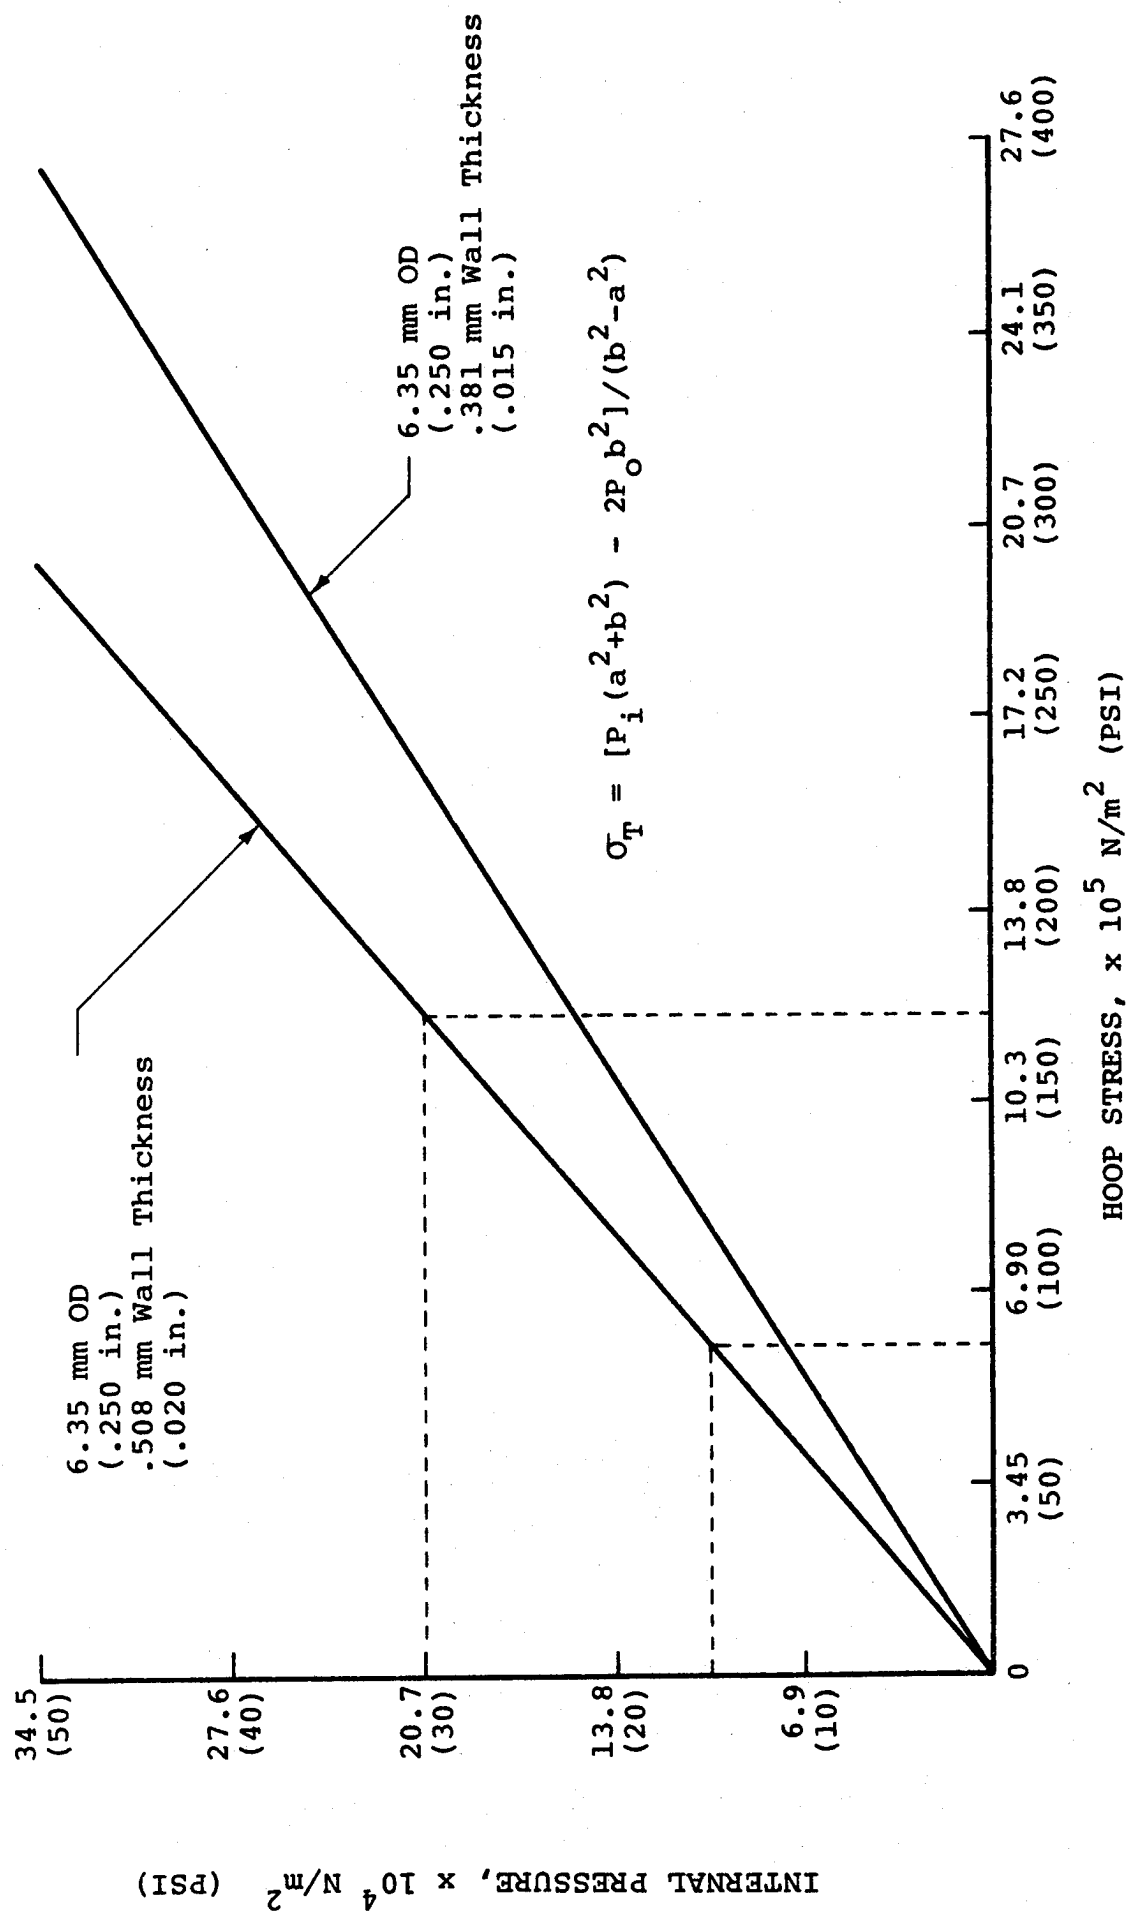 34.5
(50)
27.6
(40)
20.7
(30)
13.8
(20)
6.9
(10)
INTERNAL PRESSURE, x 10⁴ N/m² (PSI)
6.35 mm OD
(.250 in.)
.508 mm Wall Thickness
(.020 in.)
6.35 mm OD
(.250 in.)
.381 mm Wall Thickness
(.015 in.)
σT = [Pi(a²+b²) - 2Pob²]/(b²-a²)
0 3.45 6.90 10.3 13.8 17.2 20.7 24.1 27.6
(50) (100) (150) (200) (250) (300) (350) (400)
HOOP STRESS, x 10⁵ N/m² (PSI)